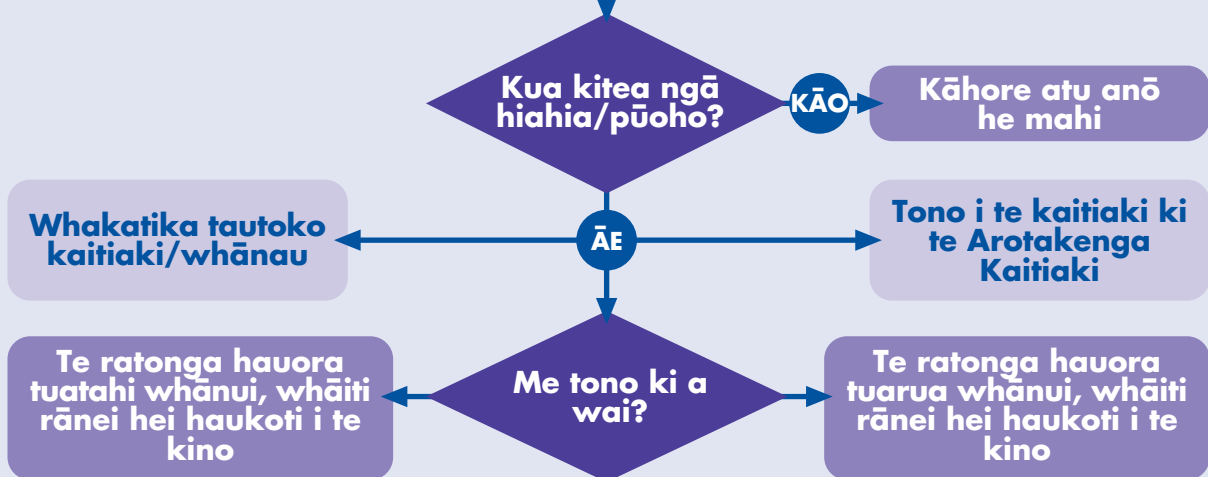 Kua kitea ngā
hiahia/pūoho?
KĀO
Kāhore atu anō
he mahi
Whakatika tautoko
kaitiaki/whānau
ĀE
Tono i te kaitiaki ki
te Arotakenga
Kaitiaki
Te ratonga hauora
tuatahi whānui, whāiti
rānei hei haukoti i te
kino
Me tono ki a
wai?
Te ratonga hauora
tuarua whānui, whāiti
rānei hei haukoti i te
kino